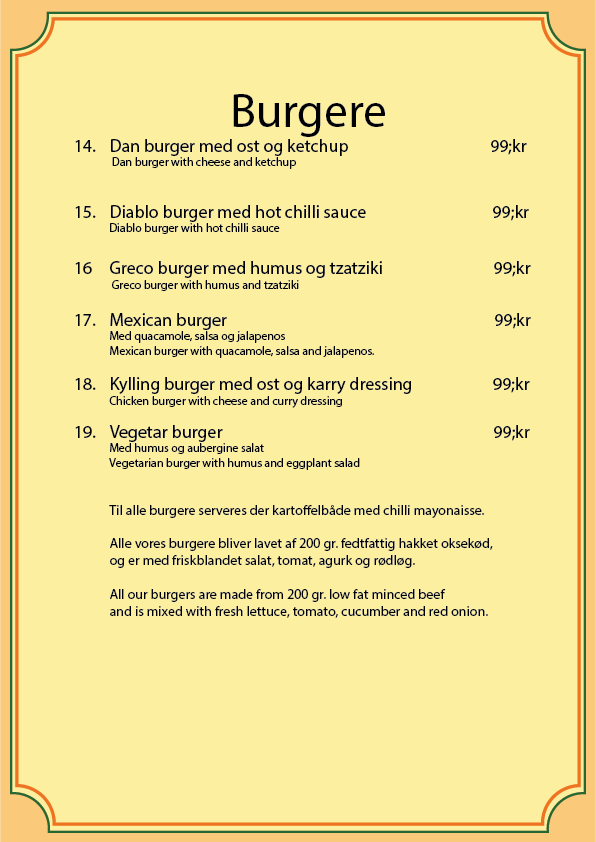 Burgere
14. Dan burger med ost og ketchup 99;kr
Dan burger with cheese and ketchup
15. Diablo burger med hot chilli sauce 99;kr
Diablo burger with hot chilli sauce
16 Greco burger med humus og tzatziki 99;kr
Greco burger with humus and tzatziki
17. Mexican burger 99;kr
Med quacamole, salsa og jalapenos
Mexican burger with quacamole, salsa and jalapenos.
18. Kylling burger med ost og karry dressing 99;kr
Chicken burger with cheese and curry dressing
19. Vegetar burger 99;kr
Med humus og aubergine salat
Vegetarian burger with humus and eggplant salad
Til alle burgere serveres der kartoffelbåde med chilli mayonaisse.
Alle vores burgere bliver lavet af 200 gr. fedtfattig hakket oksekød,
og er med friskblandet salat, tomat, agurk og rødløg.
All our burgers are made from 200 gr. low fat minced beef
and is mixed with fresh lettuce, tomato, cucumber and red onion.